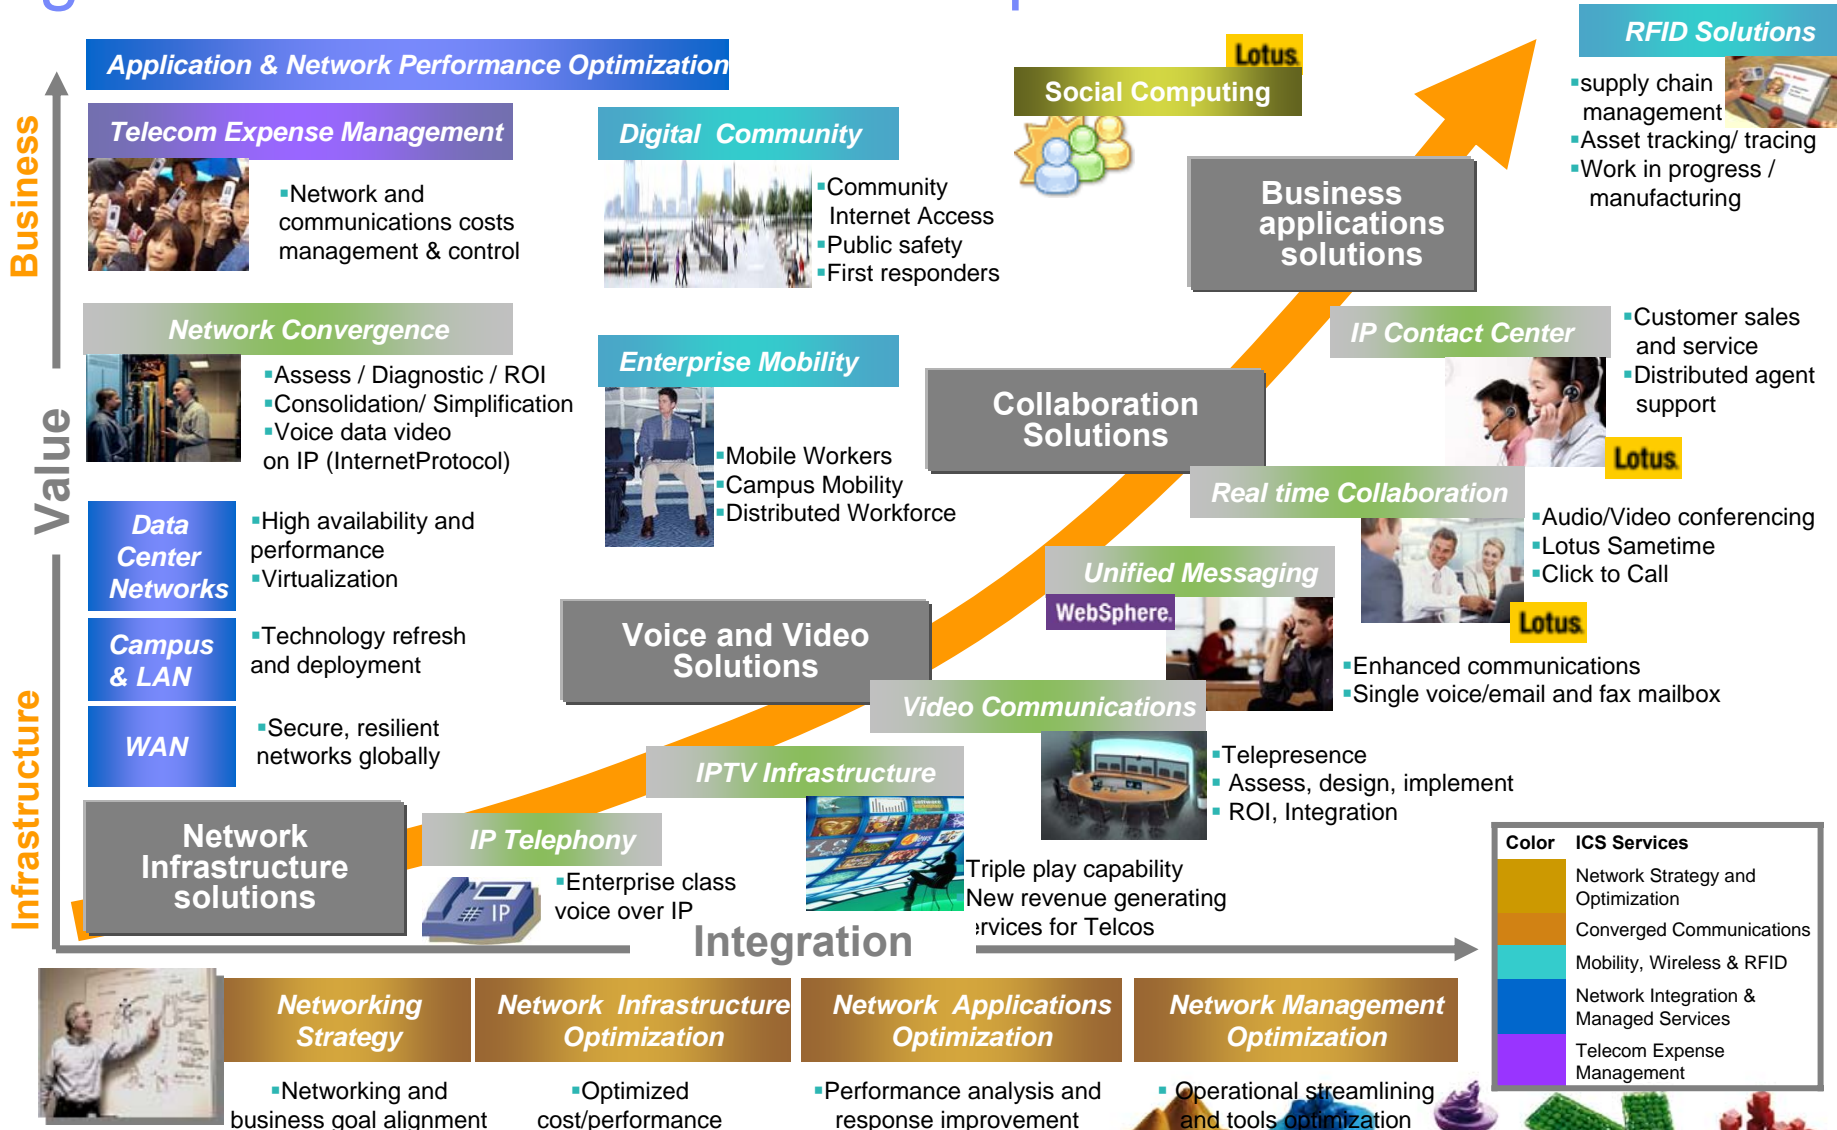 Application & Network Performance Optimization
Telecom Expense Management
Network and
communications costs
management & control
Digital Community
Community
Internet Access
Public safety
First responders
Lotus.
Social Computing
RFID Solutions
supply chain
management
Asset tracking/ tracing
Work in progress /
manufacturing
Business
applications
solutions
Business
Value
Infrastructure
Network Convergence
Assess / Diagnostic / ROI
Consolidation/ Simplification
Voice data video
on IP (InternetProtocol)
Enterprise Mobility
Mobile Workers
Campus Mobility
Distributed Workforce
Collaboration
Solutions
IP Contact Center
Customer sales
and service
Distributed agent
support
Lotus.
Real time Collaboration
Audio/Video conferencing
Lotus Sametime
Click to Call
Lotus.
Data
Center
Networks
High availability and
performance
Virtualization
Campus
& LAN
Technology refresh
and deployment
WAN
Secure, resilient
networks globally
Voice and Video
Solutions
Unified Messaging
WebSphere.
Enhanced communications
Single voice/email and fax mailbox
Video Communications
Telepresence
Assess, design, implement
ROI, Integration
IPTV Infrastructure
Triple play capability
New revenue generating
ervices for Telcos
Network
Infrastructure
solutions
IP Telephony
IP
Enterprise class
voice over IP
Integration
Color ICS Services
Network Strategy and
Optimization
Converged Communications
Mobility, Wireless & RFID
Network Integration &
Managed Services
Telecom Expense
Management
Networking
Strategy
Networking and
business goal alignment
Network Infrastructure
Optimization
Optimized
cost/performance
Network Applications
Optimization
Performance analysis and
response improvement
Network Management
Optimization
Operational streamlining
and tools optimization